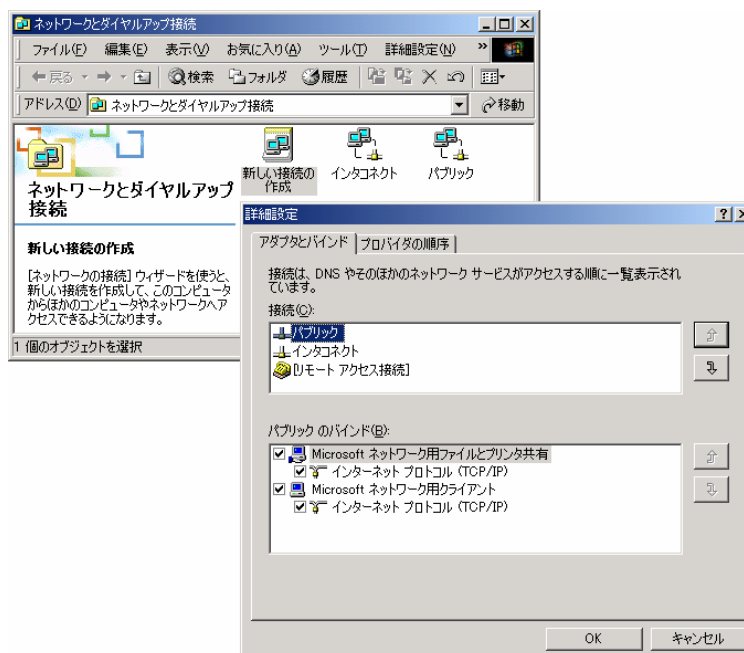 ネットワークとダイヤルアップ接続
ファイル(F) 編集(E) 表示(V) お気に入り(A) ツール(T) 詳細設定(N) »
戻る 検索 フォルダ 履歴
アドレス(D) ネットワークとダイヤルアップ接続 移動
ネットワークとダイヤルアップ
接続
新しい接続の作成
[ネットワークの接続] ウィザードを使うと、
新しい接続を作成して、このコンピュータ
からほかのコンピュータやネットワークへア
クセスできるようになります。
新しい接続の
作成
インタコネクト
パブリック
1 個のオブジェクトを選択
詳細設定
アダプタとバインド プロバイダの順序
接続は、DNS やそのほかのネットワーク サービスがアクセスする順に一覧表示され
ています。
接続(C):
パブリック
インタコネクト
[リモート アクセス接続]
パブリック のバインド(B):
Microsoft ネットワーク用ファイルとプリンタ共有
インターネット プロトコル (TCP/IP)
Microsoft ネットワーク用クライアント
インターネット プロトコル (TCP/IP)
OK キャンセル